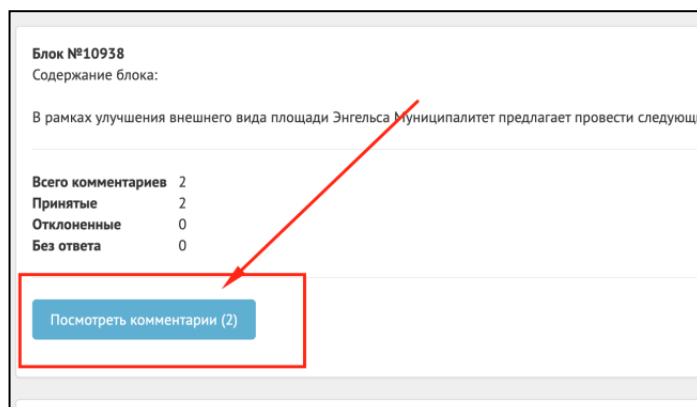 Блок №10938
Содержание блока:
В рамках улучшения внешнего вида площади Энгельса Муниципалитет предлагает провести следующ
Всего комментариев 2
Принятые 2
Отклоненные 0
Без ответа 0
Посмотреть комментарии (2)